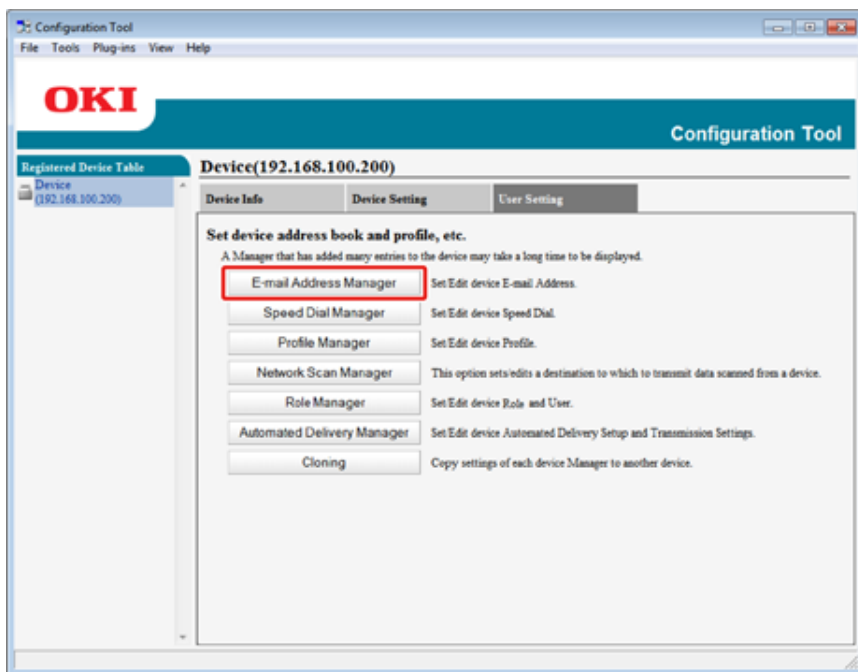 Configuration Tool
File Tools Plug-ins View Help
OKI
Configuration Tool
Registered Device Table
Device
(192.168.100.200)
Device(192.168.100.200)
Device Info Device Setting User Setting
Set device address book and profile, etc.
A Manager that has added many entries to the device may take a long time to be displayed.
E-mail Address Manager Set/Edit device E-mail Address.
Speed Dial Manager Set/Edit device Speed Dial.
Profile Manager Set/Edit device Profile.
Network Scan Manager This option sets/edits a destination to which to transmit data scanned from a device.
Role Manager Set/Edit device Role and User.
Automated Delivery Manager Set/Edit device Automated Delivery Setup and Transmission Settings.
Cloning Copy settings of each device Manager to another device.